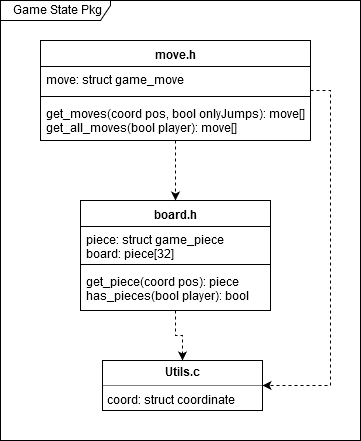 Game State Pkg
move.h
move: struct game_move
get_moves(coord pos, bool onlyJumps): move[]
get_all_moves(bool player): move[]
board.h
piece: struct game_piece
board: piece[32]
get_piece(coord pos): piece
has_pieces(bool player): bool
Utils.c
coord: struct coordinate